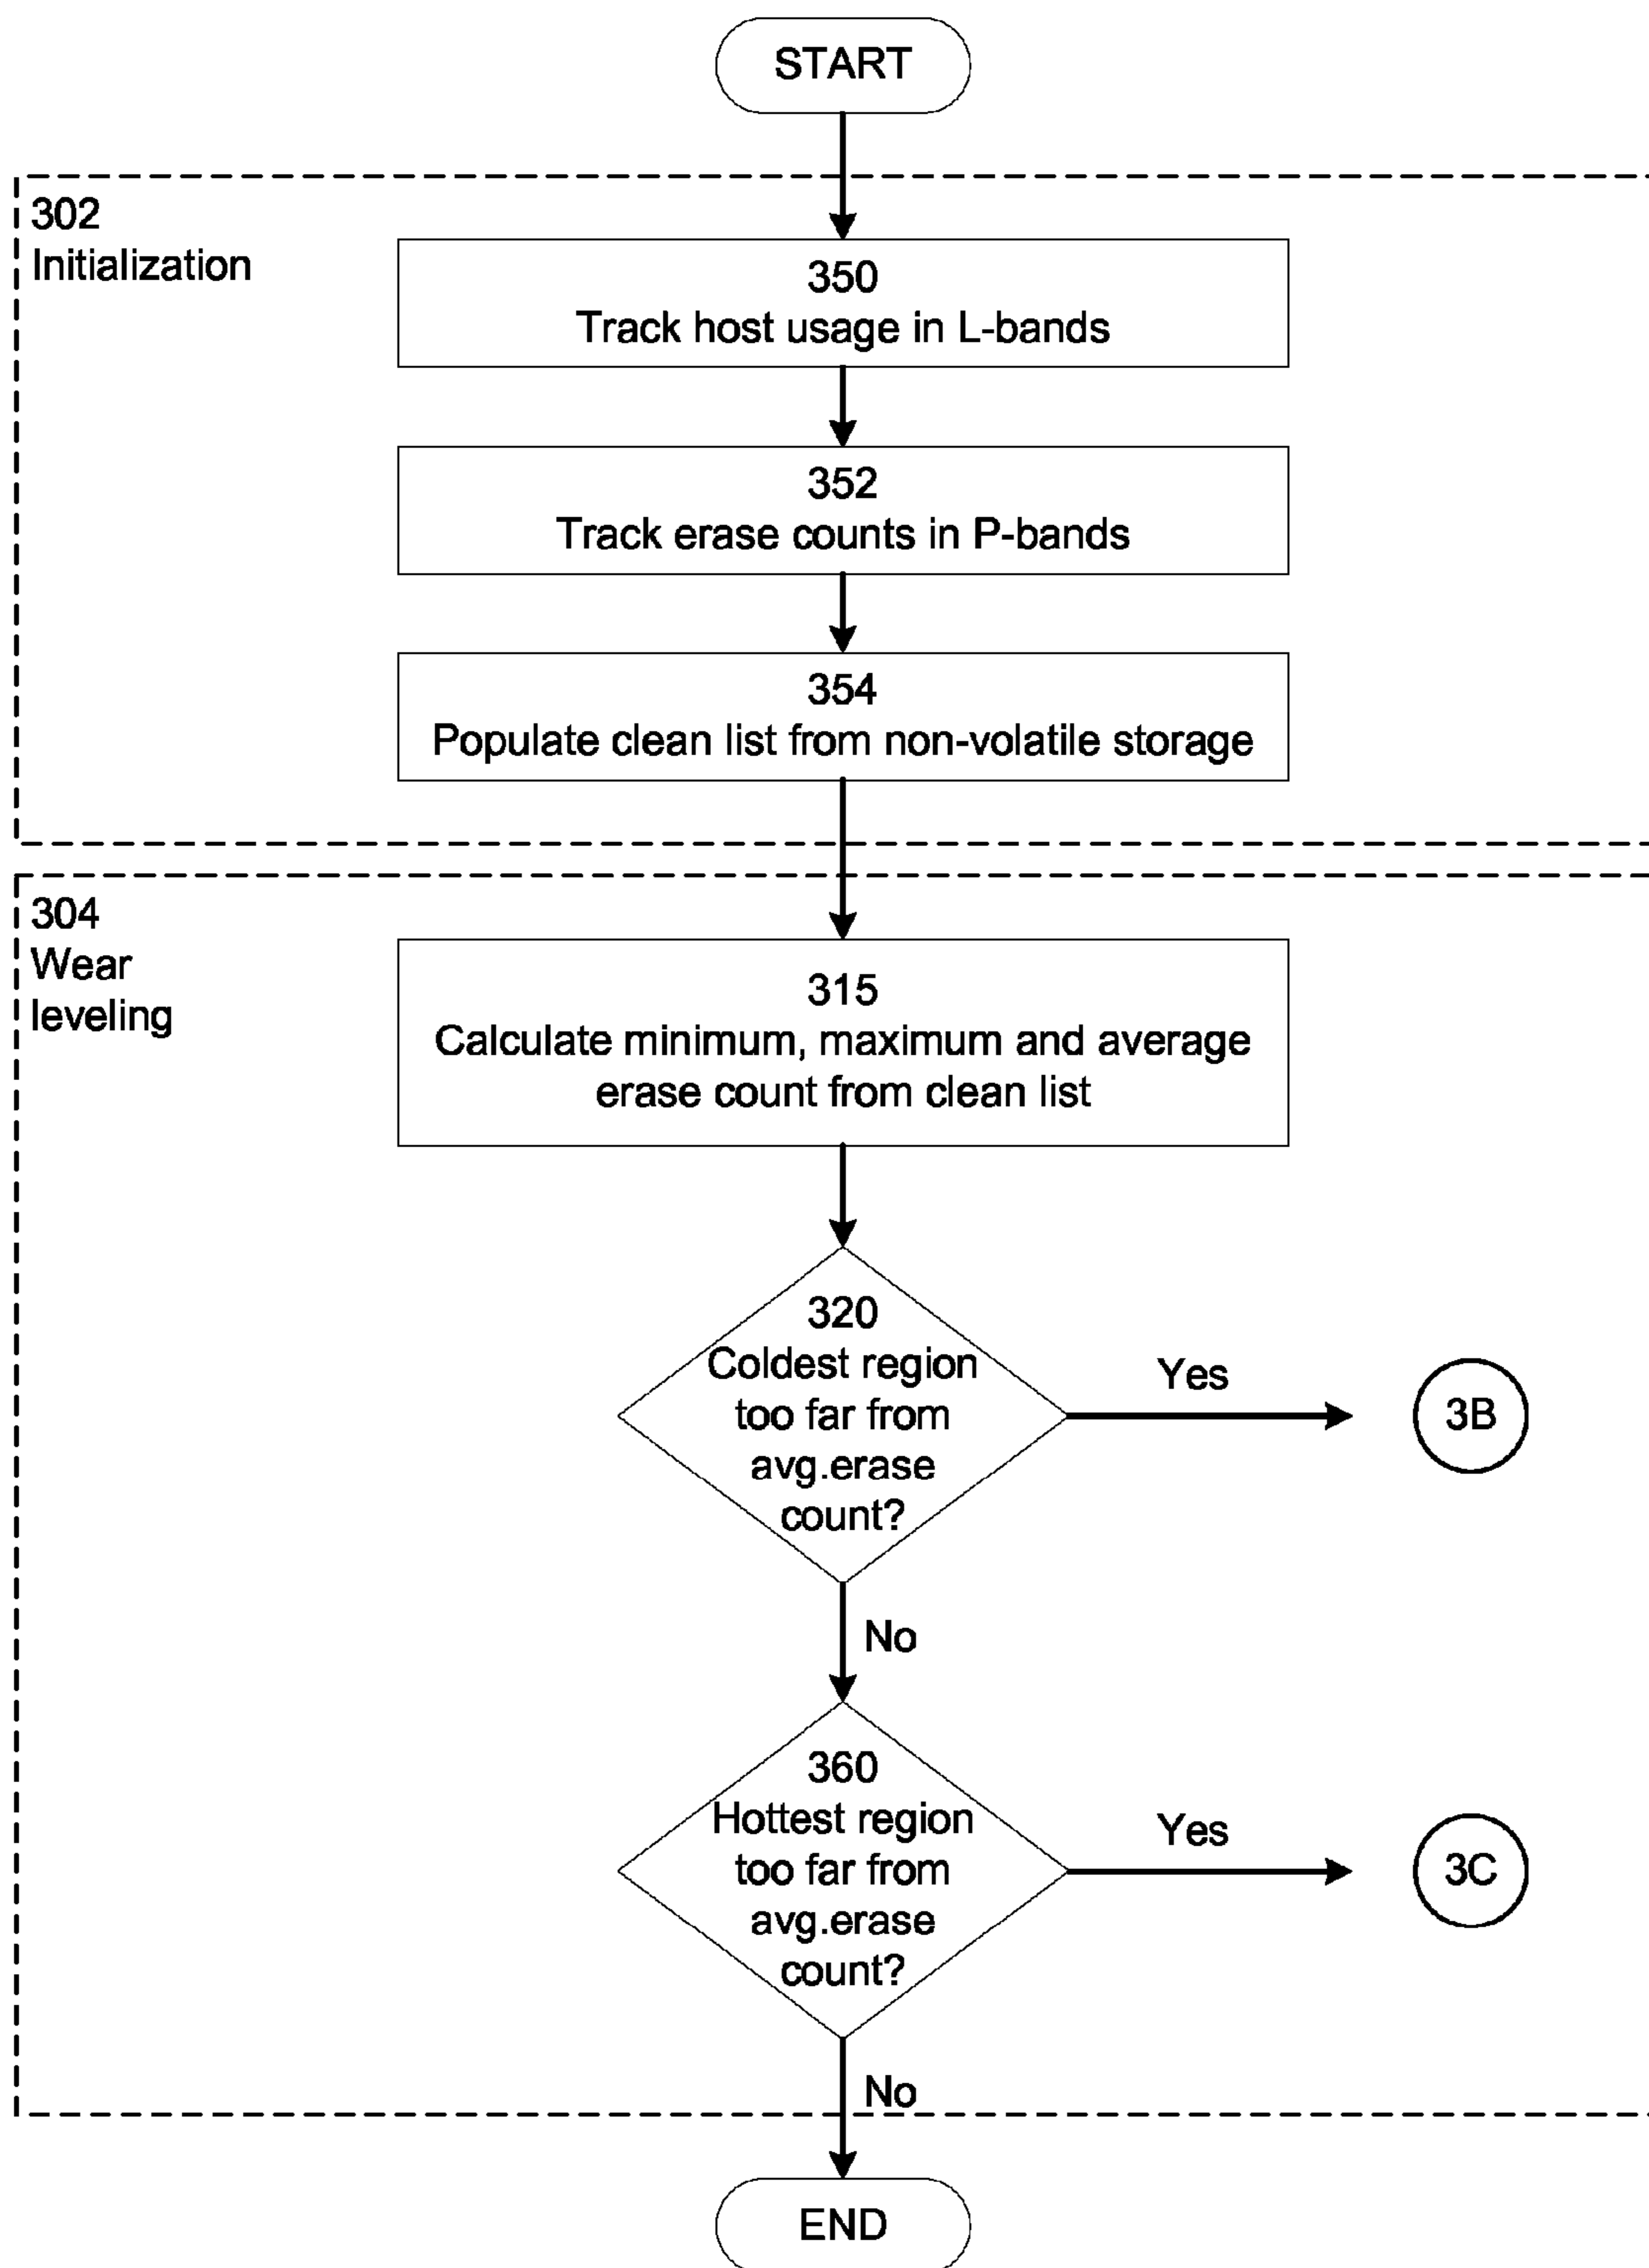 START
302
Initialization
350
Track host usage in L-bands
352
Track erase counts in P-bands
354
Populate clean list from non-volatile storage
304
Wear
leveling
315
Calculate minimum, maximum and average
erase count from clean list
320
Coldest region
too far from
avg.erase
count?
Yes
3B
No
360
Hottest region
too far from
avg.erase
count?
Yes
3C
No
END